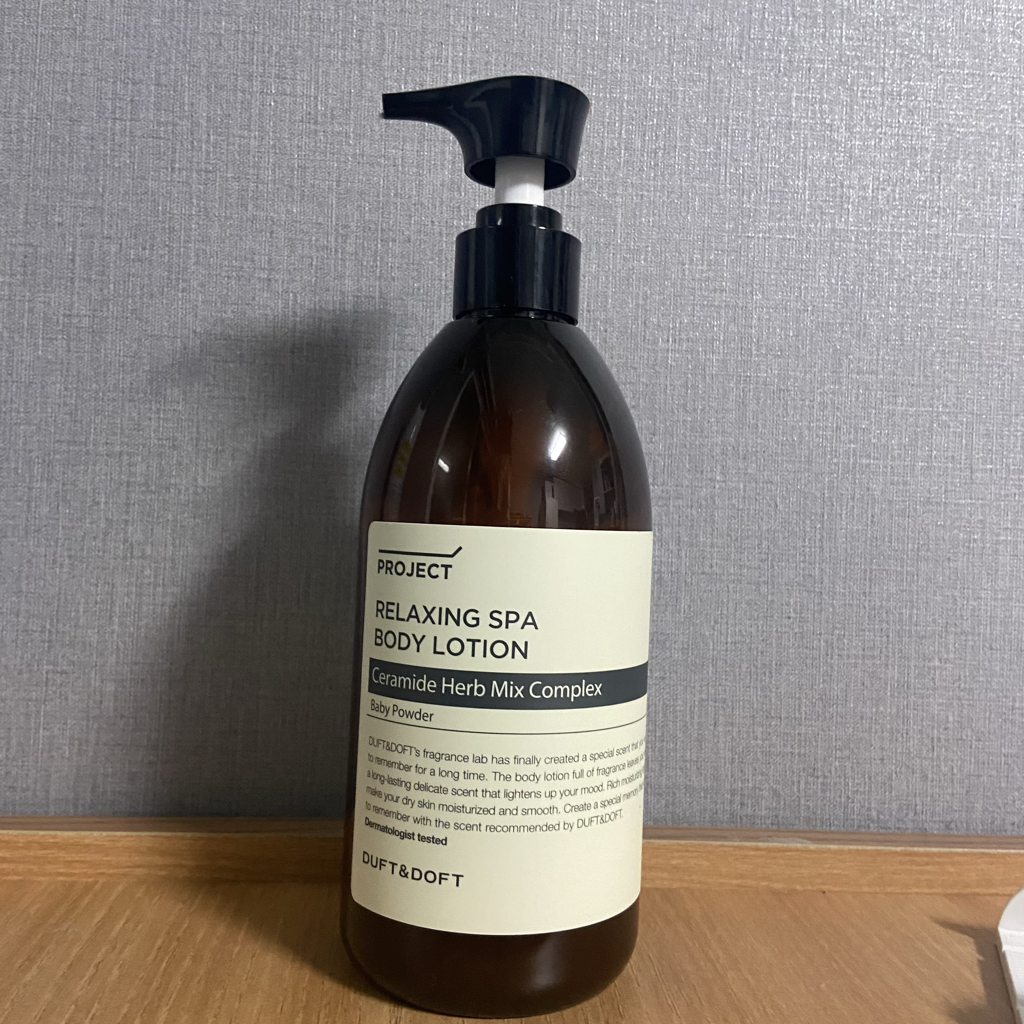 PROJECT
RELAXING SPA
BODY LOTION
Ceramide Herb Mix Complex
Baby Powder
DUFT&DOFT's fragrance lab has finally created a special scent that
to remember for a long time. The body lotion full of fragrance leaves
a long-lasting delicate scent that lightens up your mood. Rich moisturizing
make your dry skin moisturized and smooth. Create a special memory
to remember with the scent recommended by DUFT&DOFT.
Dermatologist tested
DUFT&DOFT